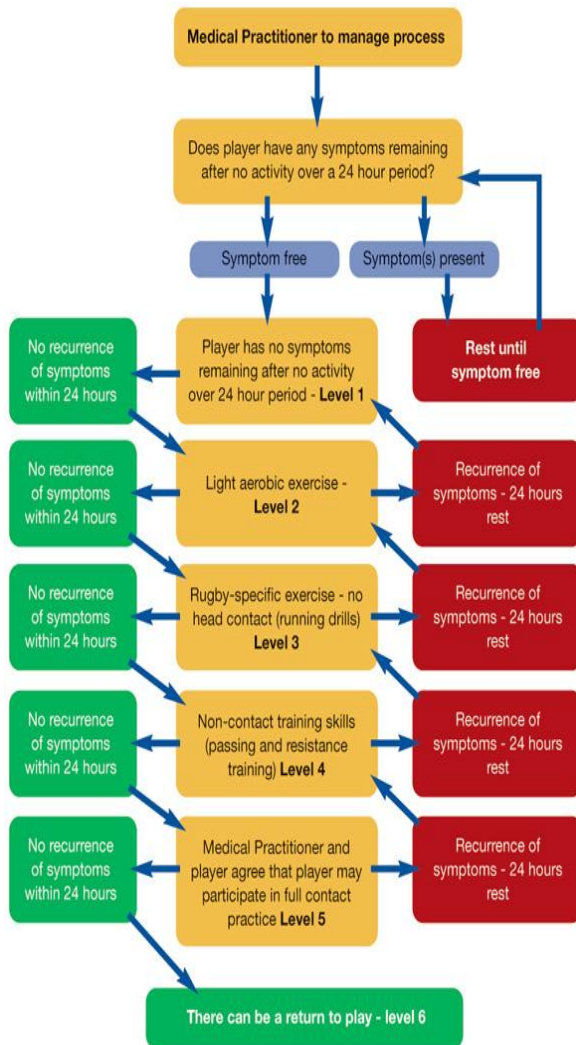 Medical Practitioner to manage process
Does player have any symptoms remaining
after no activity over a 24 hour period?
Symptom free
Symptom(s) present
No recurrence
of symptoms
within 24 hours
Player has no symptoms
remaining after no activity
over 24 hour period - Level 1
Rest until
symptom free
No recurrence
of symptoms
within 24 hours
Light aerobic exercise -
Level 2
Recurrence of
symptoms - 24 hours
rest
No recurrence
of symptoms
within 24 hours
Rugby-specific exercise - no
head contact (running drills)
Level 3
Recurrence of
symptoms - 24 hours
rest
No recurrence
of symptoms
within 24 hours
Non-contact training skills
(passing and resistance
training) Level 4
Recurrence of
symptoms - 24 hours
rest
No recurrence
of symptoms
within 24 hours
Medical Practitioner and
player agree that player may
participate in full contact
practice Level 5
Recurrence of
symptoms - 24 hours
rest
There can be a return to play - level 6